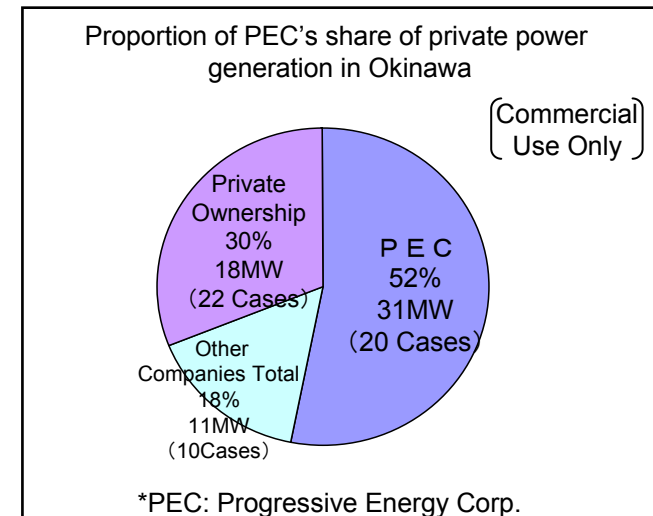 Proportion of PEC's share of private power
generation in Okinawa
Commercial
Use Only
Private
Ownership
30%
18MW
（22 Cases）
ＰＥＣ
52%
31MW
（20 Cases）
Other
Companies Total
18%
11MW
（10Cases）
*PEC: Progressive Energy Corp.